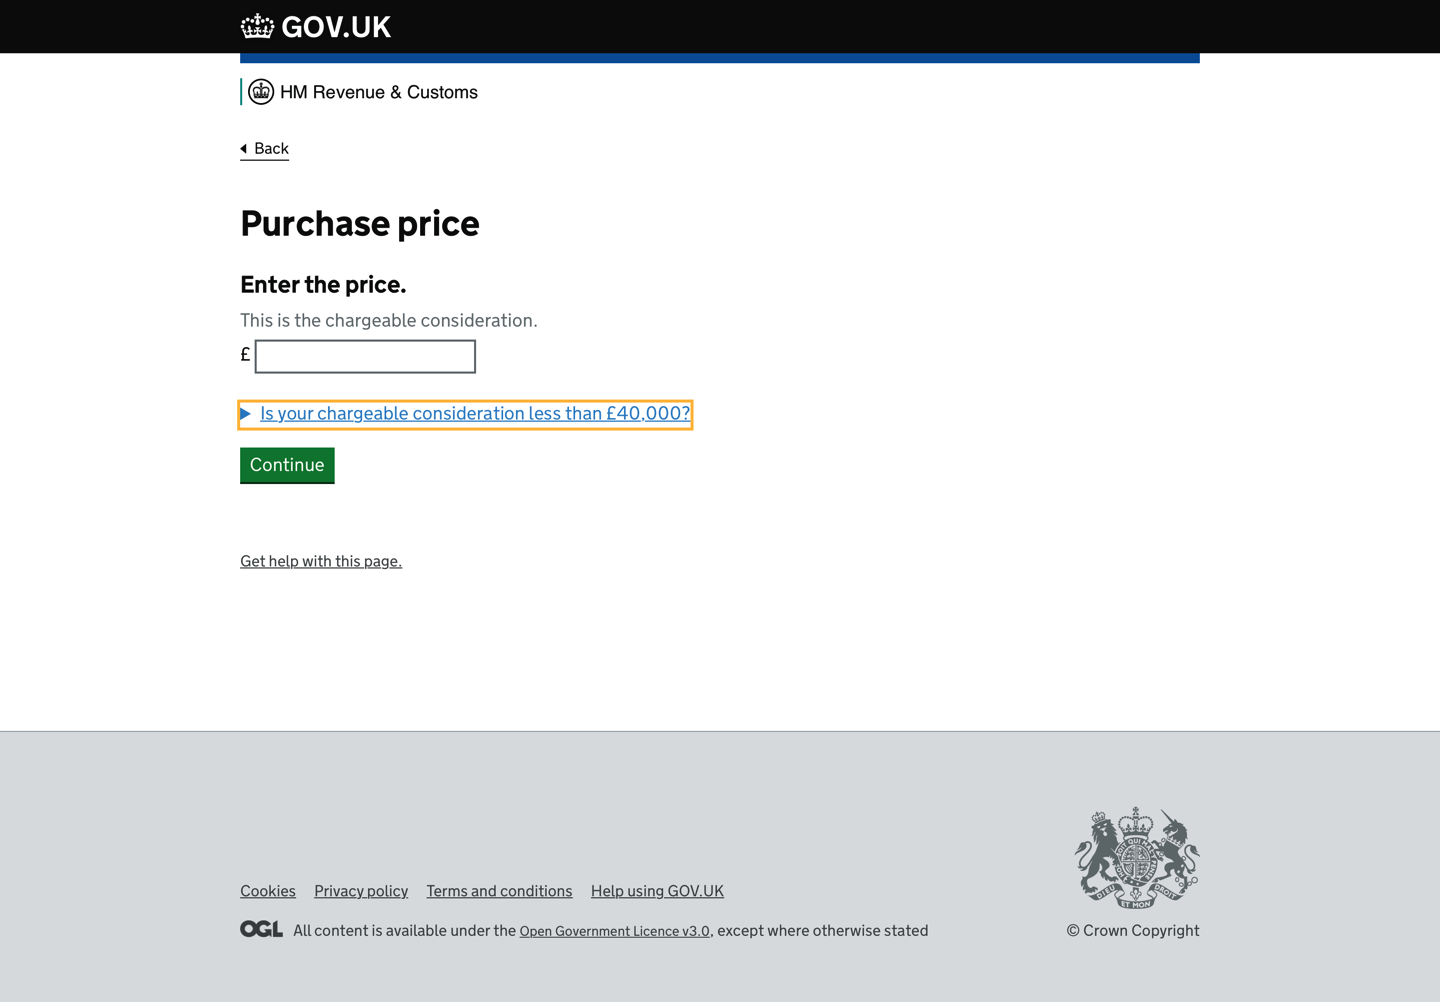 GOV.UK
HM Revenue & Customs
Back
Purchase price
Enter the price.
This is the chargeable consideration.
£
Is your chargeable consideration less than £40,000?
Continue
Get help with this page.
Cookies Privacy policy Terms and conditions Help using GOV.UK
OGL All content is available under the Open Government Licence v3.0, except where otherwise stated
© Crown Copyright